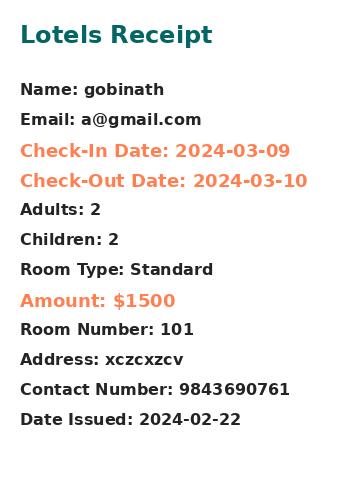 Lotels Receipt
Name: gobinath
Email: a@gmail.com
Check-In Date: 2024-03-09
Check-Out Date: 2024-03-10
Adults: 2
Children: 2
Room Type: Standard
Amount: $1500
Room Number: 101
Address: xczcxzcv
Contact Number: 9843690761
Date Issued: 2024-02-22